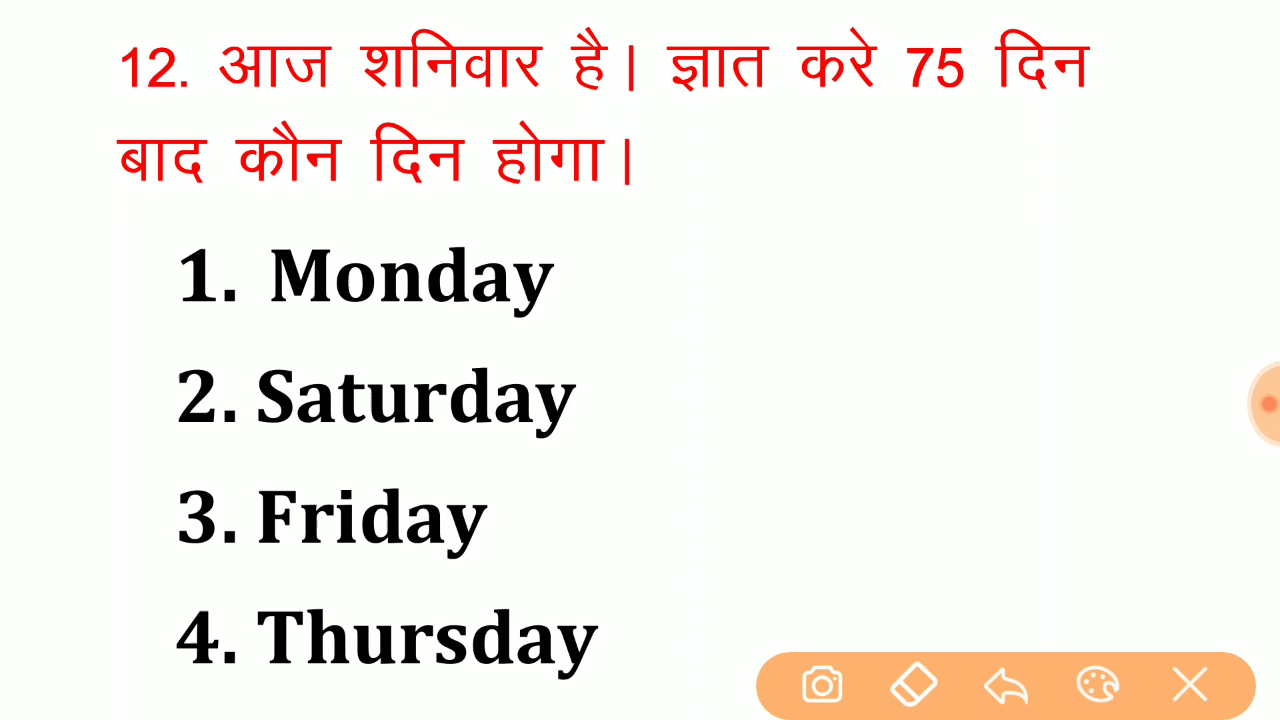 12. आज शनिवार है| ज्ञात करे 75 दिन
बाद कौन दिन होगा|
1. Monday
2. Saturday
3. Friday
4. Thursday